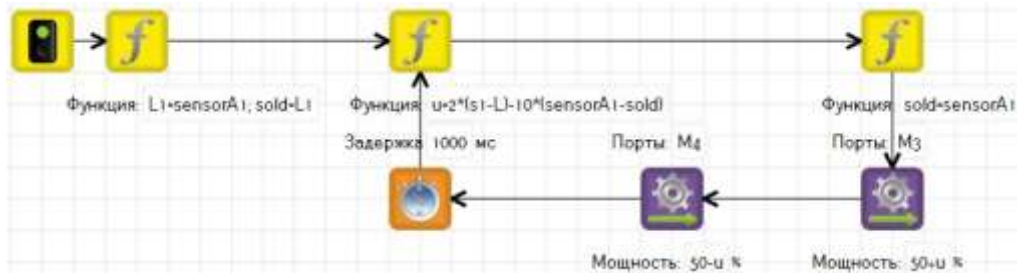 Функция: L1=sensorA1; sold=L1
Функция: u=2*(s1-L)-10*(sensorA1-sold)
Функция: sold=sensorA1
Задержка: 1000 мс
Порты: M4
Порты: M3
Мощность: 50-u %
Мощность: 50+u %